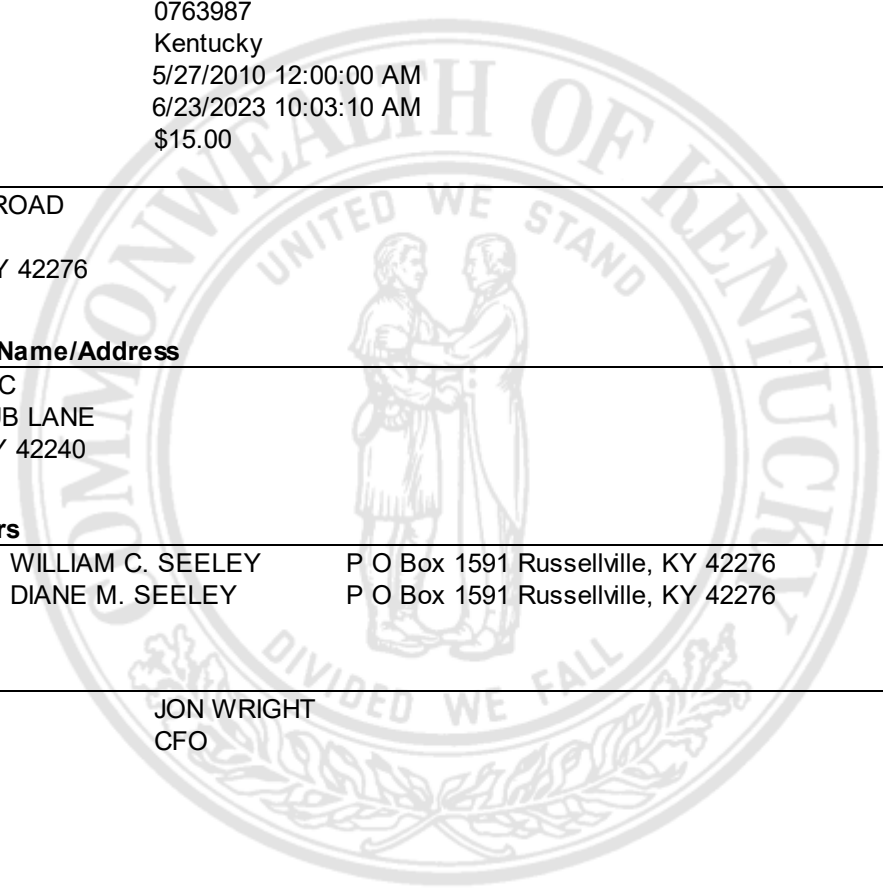 0763987
Kentucky
5/27/2010 12:00:00 AM
6/23/2023 10:03:10 AM
$15.00
ROAD
Y 42276
Name/Address
C
UB LANE
Y 42240
rs
WILLIAM C. SEELEY P O Box 1591 Russellville, KY 42276
DIANE M. SEELEY P O Box 1591 Russellville, KY 42276
JON WRIGHT
CFO
COMMONWEALTH OF KENTUCKY
UNITED WE STAND
DIVIDED WE FALL